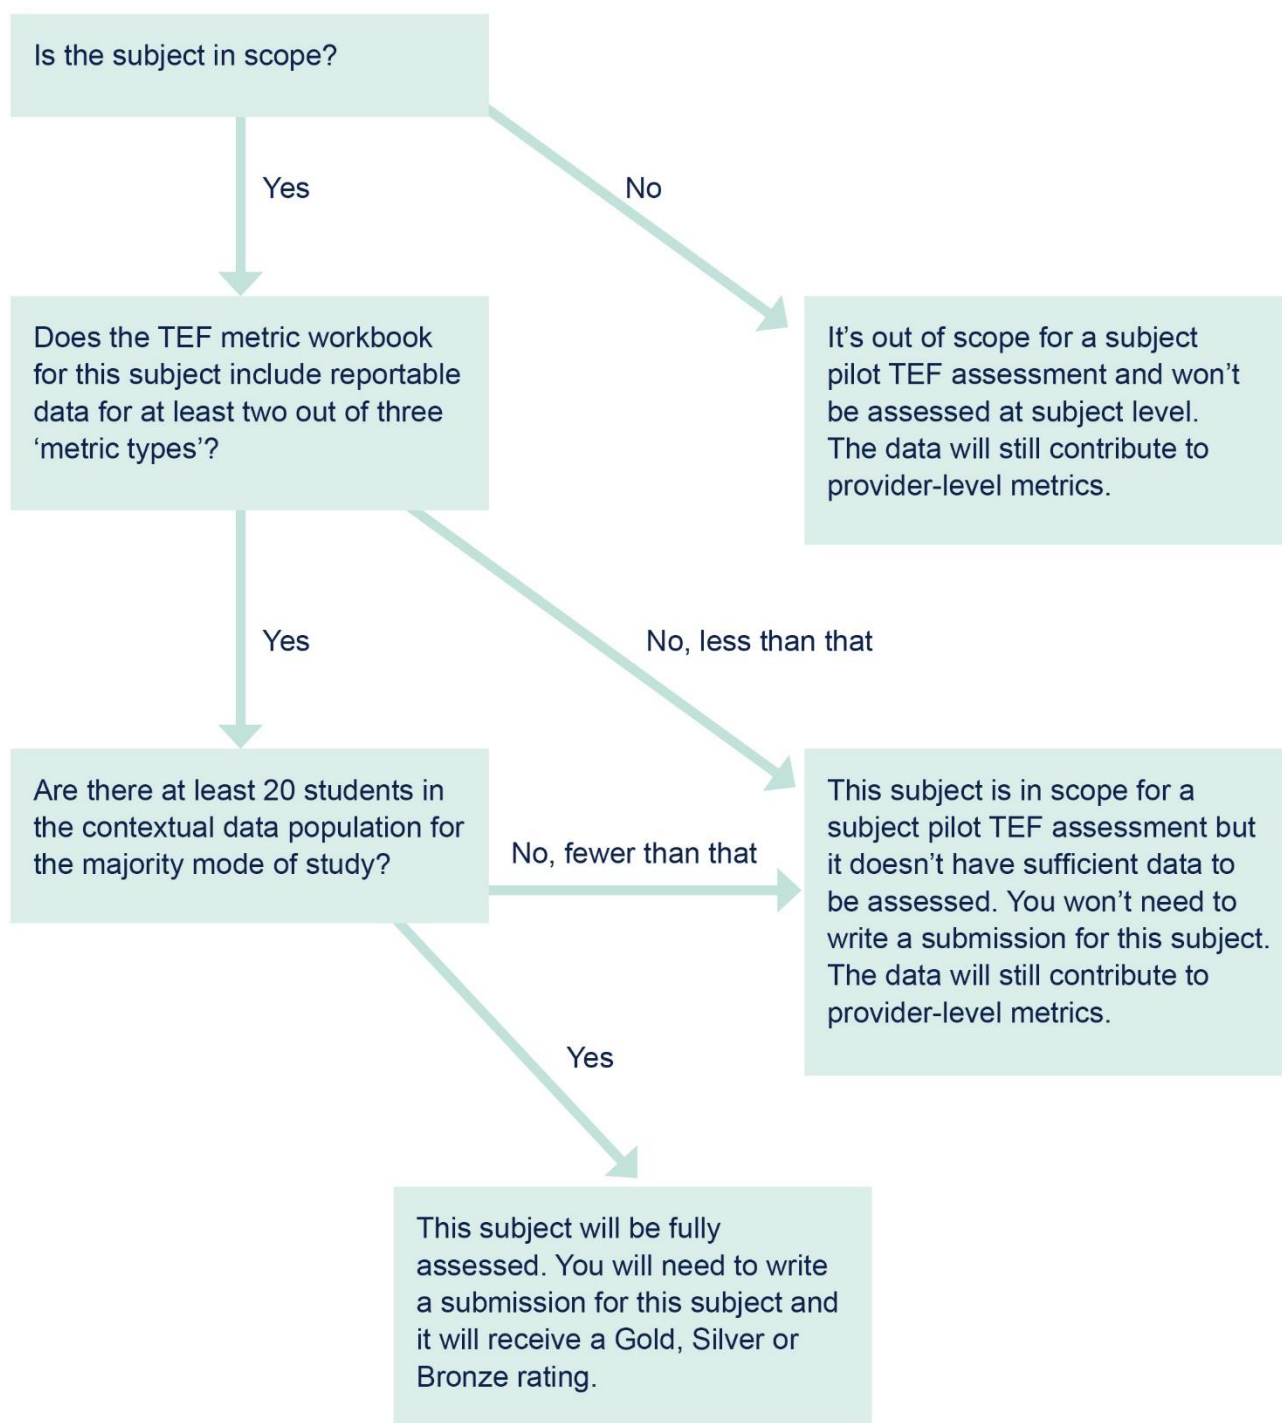 Is the subject in scope?
Yes
No
Does the TEF metric workbook
for this subject include reportable
data for at least two out of three
‘metric types’?
It’s out of scope for a subject
pilot TEF assessment and won’t
be assessed at subject level.
The data will still contribute to
provider-level metrics.
Yes
No, less than that
Are there at least 20 students in
the contextual data population for
the majority mode of study?
No, fewer than that
This subject is in scope for a
subject pilot TEF assessment but
it doesn’t have sufficient data to
be assessed. You won’t need to
write a submission for this subject.
The data will still contribute to
provider-level metrics.
Yes
This subject will be fully
assessed. You will need to write
a submission for this subject and
it will receive a Gold, Silver or
Bronze rating.